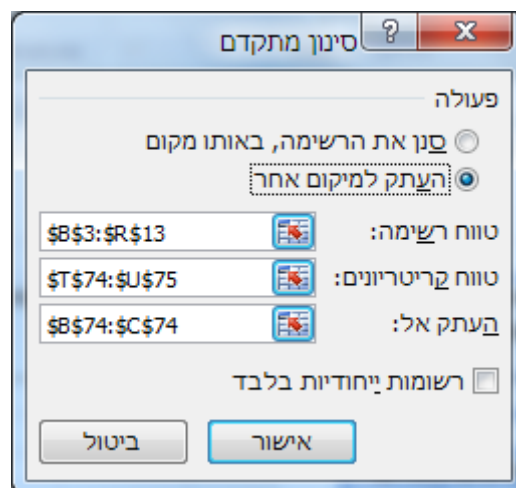 סינון מתקדם
פעולה
סנן את הרשימה, באותו מקום
העתק למיקום אחר
טווח רשימה: $B$3:$R$13
טווח קריטריונים: $T$74:$U$75
העתק אל: $B$74:$C$74
רשומות ייחודיות בלבד
אישור ביטול